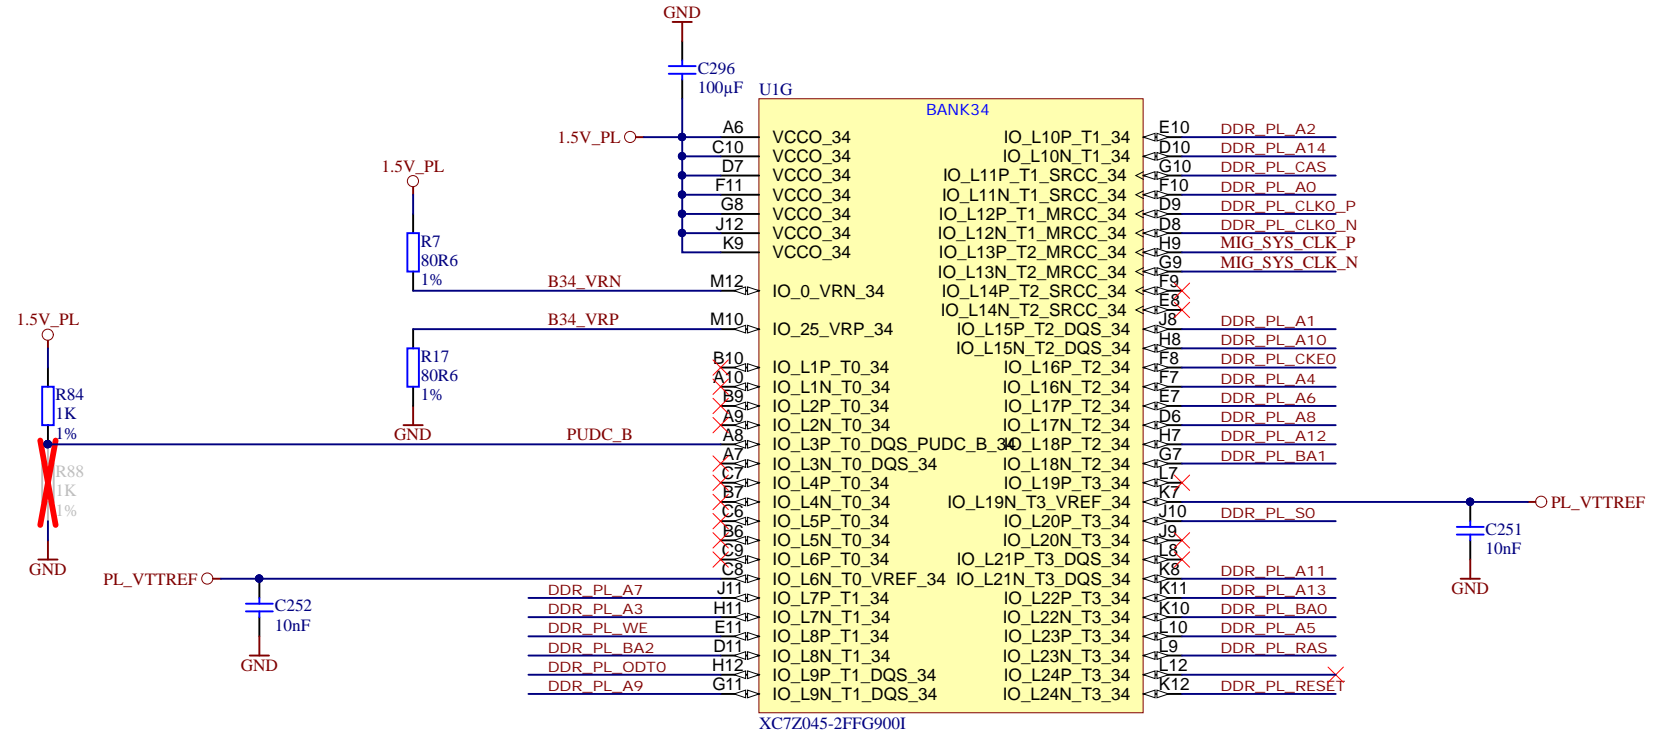 GND
C296
100µF
U1G
BANK34
1.5V_PL
A6 VCCO_34
C10 VCCO_34
D7 VCCO_34
F11 VCCO_34
G8 VCCO_34
J12 VCCO_34
K9 VCCO_34
1.5V_PL
R7
80R6
1%
B34_VRN M12 IO_0_VRN_34
B34_VRP M10 IO_25_VRP_34
R17
80R6
1%
GND
1.5V_PL
R84
1K
1%
PUDC_B
R88
1K
1%
GND
B10 IO_L1P_T0_34
A10 IO_L1N_T0_34
B9 IO_L2P_T0_34
A9 IO_L2N_T0_34
A8 IO_L3P_T0_DQS_PUDC_B_34
A7 IO_L3N_T0_DQS_34
C7 IO_L4P_T0_34
B7 IO_L4N_T0_34
C6 IO_L5P_T0_34
B6 IO_L5N_T0_34
C9 IO_L6P_T0_34
PL_VTTREF C8 IO_L6N_T0_VREF_34
C252
10nF
GND
DDR_PL_A7 J11 IO_L7P_T1_34
DDR_PL_A3 H11 IO_L7N_T1_34
DDR_PL_WE E11 IO_L8P_T1_34
DDR_PL_BA2 D11 IO_L8N_T1_34
DDR_PL_ODT0 H12 IO_L9P_T1_DQS_34
DDR_PL_A9 G11 IO_L9N_T1_DQS_34
IO_L10P_T1_34 E10 DDR_PL_A2
IO_L10N_T1_34 D10 DDR_PL_A14
IO_L11P_T1_SRCC_34 G10 DDR_PL_CAS
IO_L11N_T1_SRCC_34 F10 DDR_PL_A0
IO_L12P_T1_MRCC_34 D9 DDR_PL_CLK0_P
IO_L12N_T1_MRCC_34 D8 DDR_PL_CLK0_N
IO_L13P_T2_MRCC_34 H9 MIG_SYS_CLK_P
IO_L13N_T2_MRCC_34 G9 MIG_SYS_CLK_N
IO_L14P_T2_SRCC_34 F9
IO_L14N_T2_SRCC_34 E8
IO_L15P_T2_DQS_34 J8 DDR_PL_A1
IO_L15N_T2_DQS_34 H8 DDR_PL_A10
IO_L16P_T2_34 F8 DDR_PL_CKE0
IO_L16N_T2_34 F7 DDR_PL_A4
IO_L17P_T2_34 E7 DDR_PL_A6
IO_L17N_T2_34 D6 DDR_PL_A8
IO_L18P_T2_34 H7 DDR_PL_A12
IO_L18N_T2_34 G7 DDR_PL_BA1
IO_L19P_T3_34 L7
IO_L19N_T3_VREF_34 K7 PL_VTTREF
IO_L20P_T3_34 J10 DDR_PL_S0
IO_L20N_T3_34 J9
IO_L21P_T3_DQS_34 L8
IO_L21N_T3_DQS_34 K8 DDR_PL_A11
IO_L22P_T3_34 K11 DDR_PL_A13
IO_L22N_T3_34 K10 DDR_PL_BA0
IO_L23P_T3_34 L10 DDR_PL_A5
IO_L23N_T3_34 L9 DDR_PL_RAS
IO_L24P_T3_34 L12
IO_L24N_T3_34 K12 DDR_PL_RESET
C251
10nF
GND
XC7Z045-2FFG900I